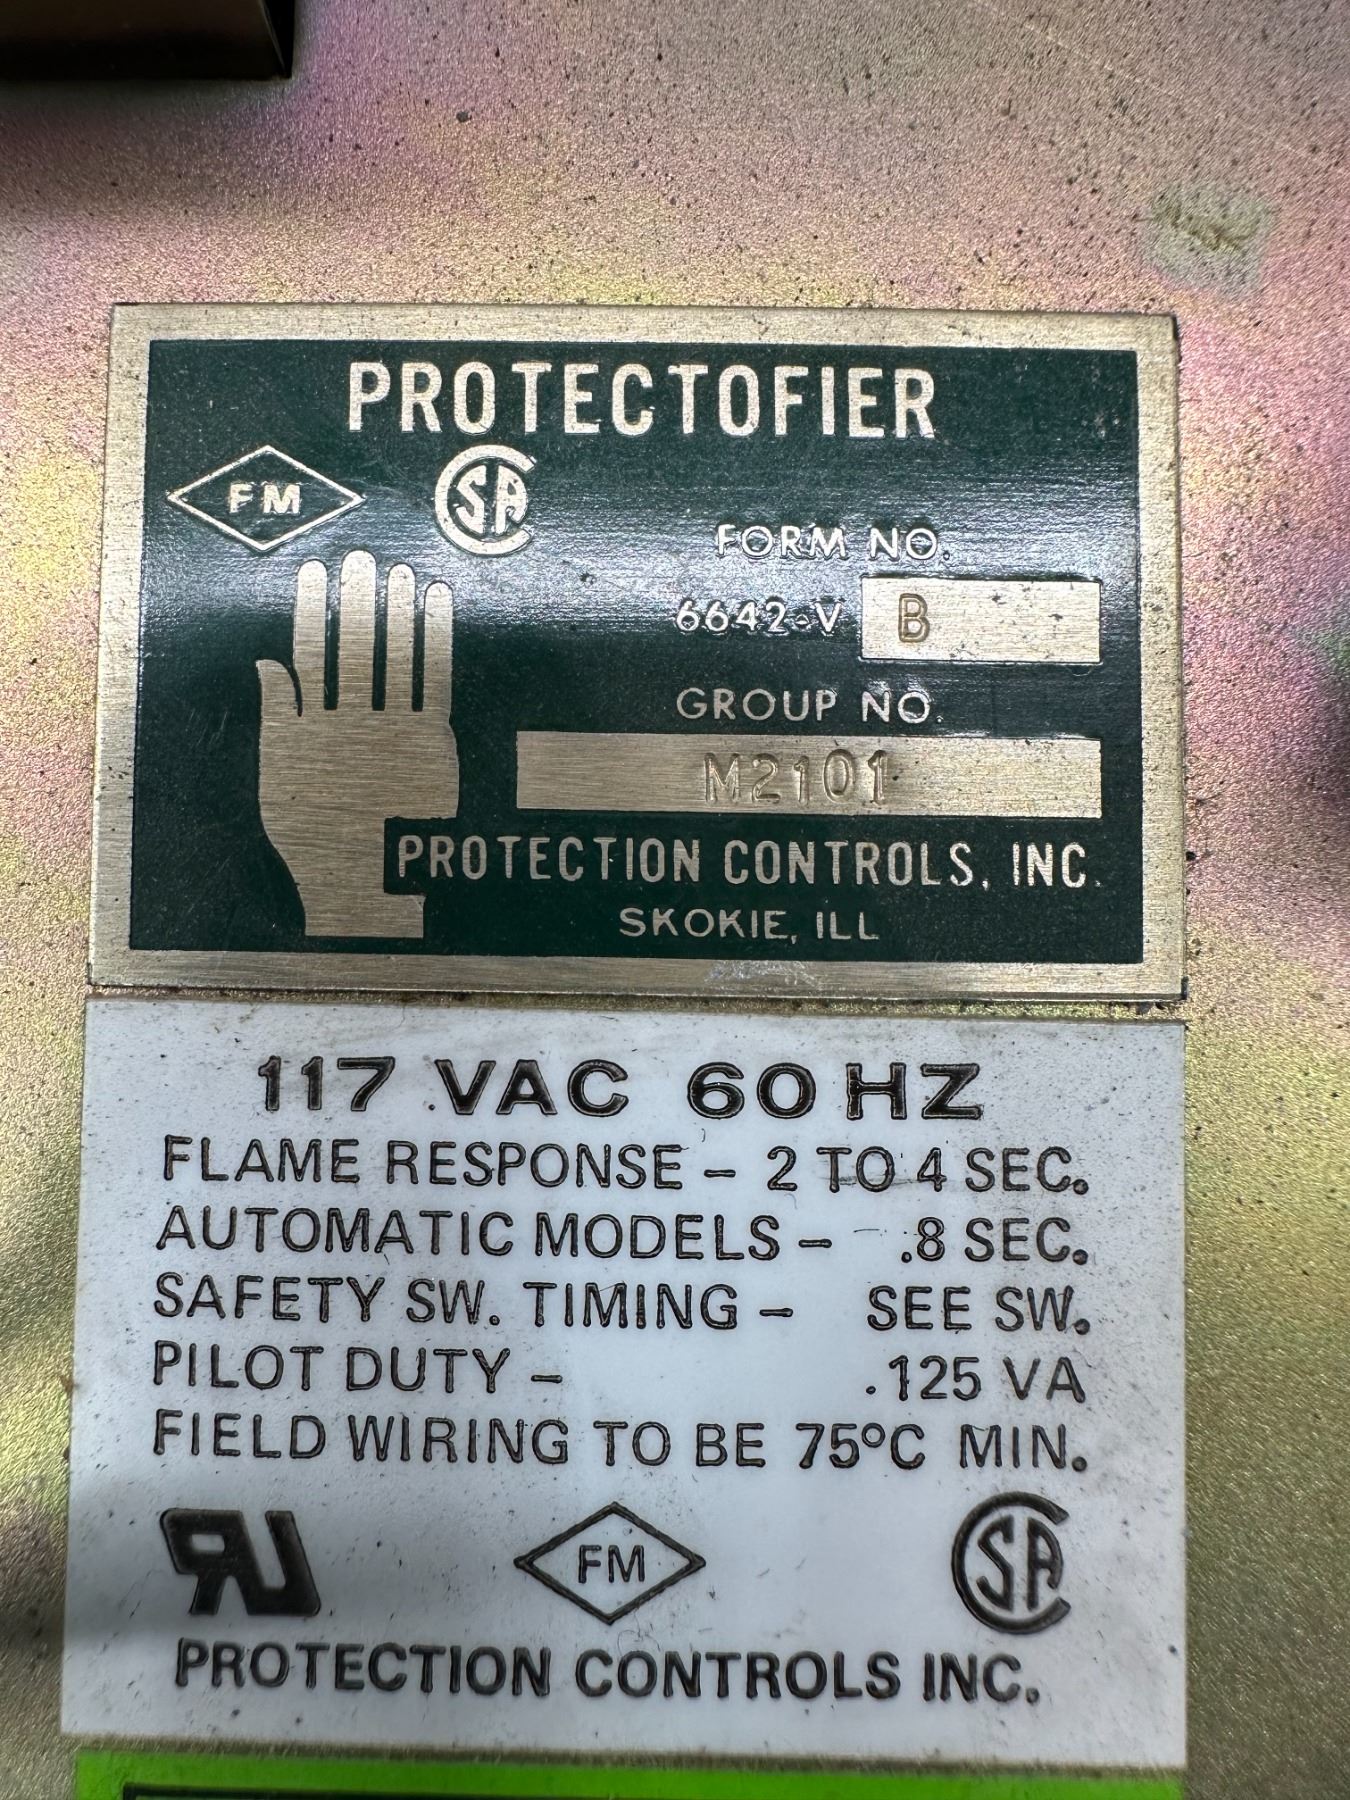 PROTECTOFIER
FM SA
FORM NO.
6642-V B
GROUP NO.
M2101
PROTECTION CONTROLS, INC.
SKOKIE, ILL
117 VAC 60 HZ
FLAME RESPONSE - 2 TO 4 SEC.
AUTOMATIC MODELS - .8 SEC.
SAFETY SW. TIMING - SEE SW.
PILOT DUTY - .125 VA
FIELD WIRING TO BE 75°C MIN.
RU FM SA
PROTECTION CONTROLS INC.